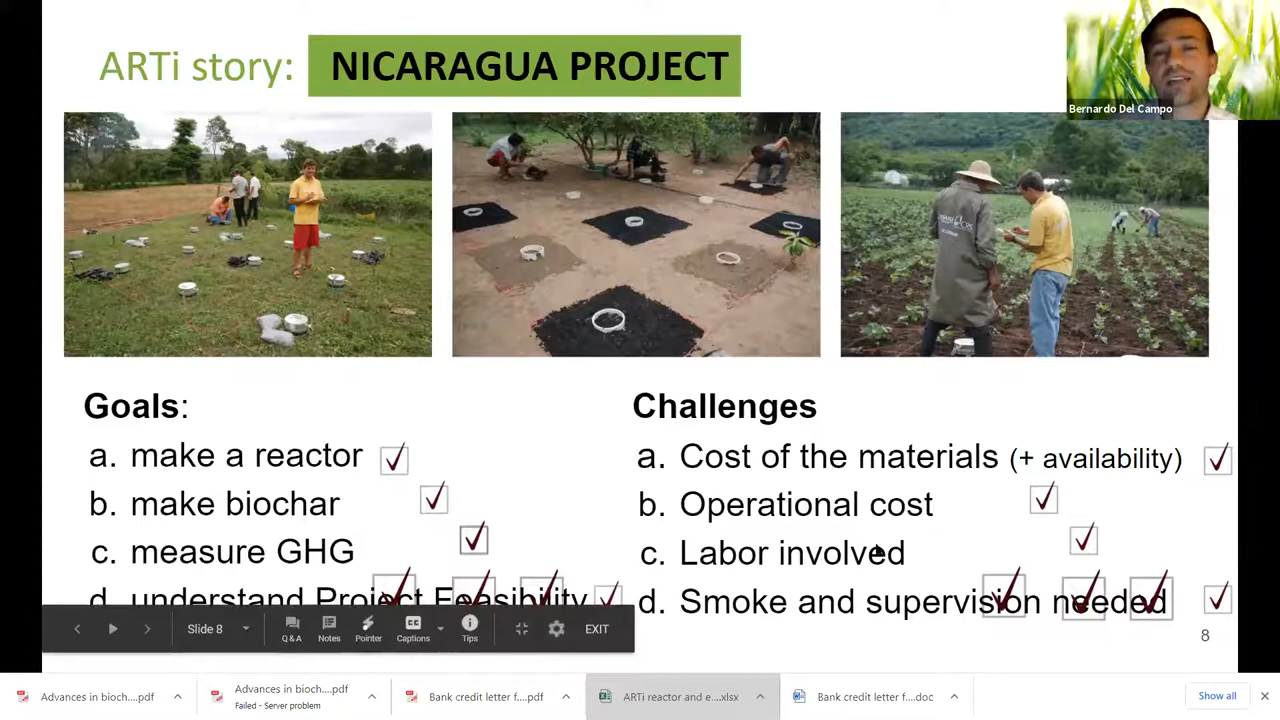 ARTi story: NICARAGUA PROJECT
Bernardo Del Campo
Goals:
a. make a reactor
b. make biochar
c. measure GHG
d. understand Project Feasibility
Challenges
a. Cost of the materials (+ availability)
b. Operational cost
c. Labor involved
d. Smoke and supervision needed
8
Slide 8
Q & A
Notes
Pointer
CC
Captions
Tips
EXIT
Advances in bioch....pdf
Advances in bioch....pdf
Failed - Server problem
Bank credit letter f....pdf
ARTi reactor and e....xlsx
Bank credit letter f....doc
Show all